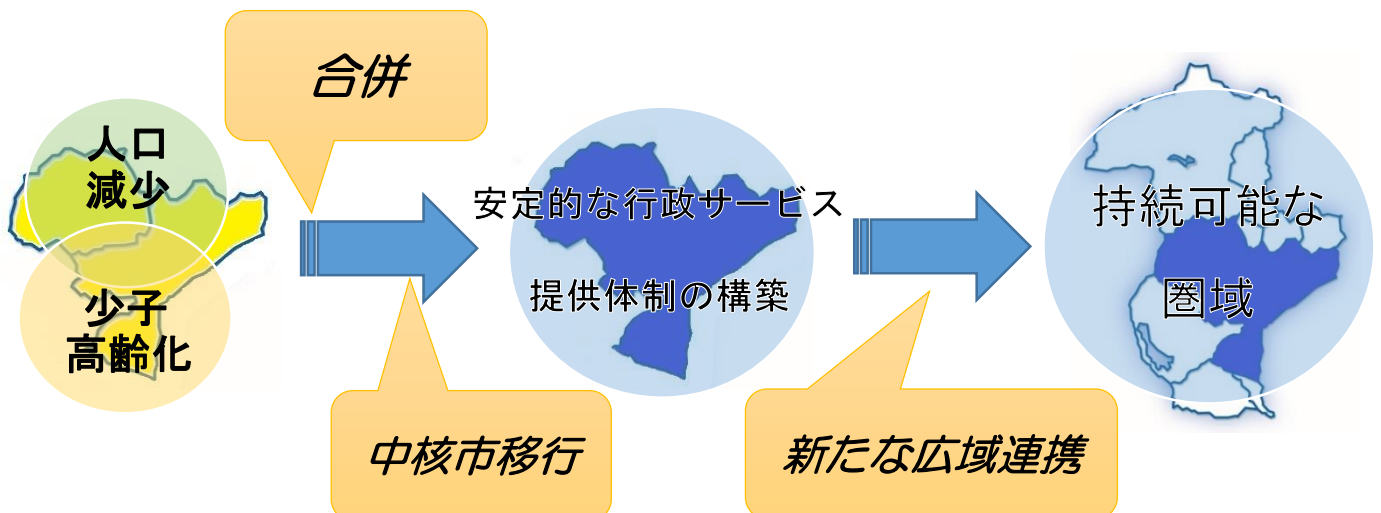 合併
人口
減少
少子
高齢化
中核市移行
安定的な行政サービス
提供体制の構築
新たな広域連携
持続可能な
圏域